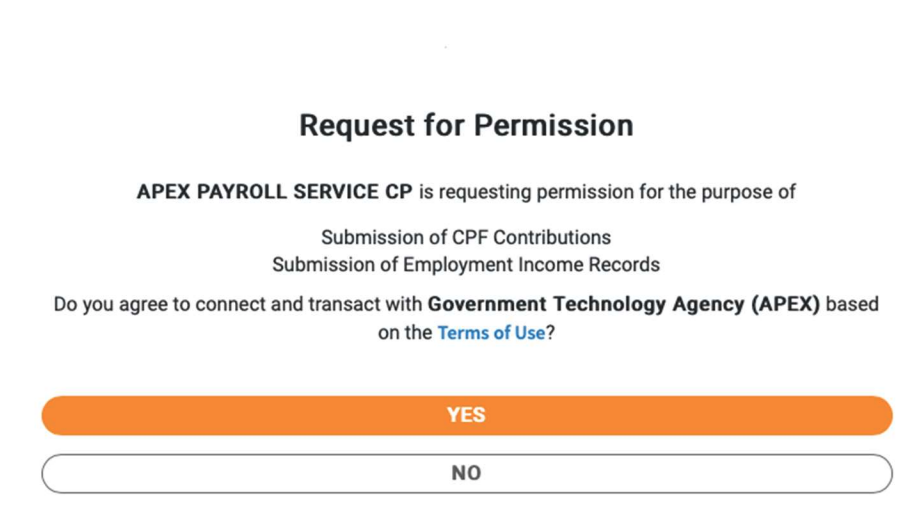 Request for Permission
APEX PAYROLL SERVICE CP is requesting permission for the purpose of
Submission of CPF Contributions
Submission of Employment Income Records
Do you agree to connect and transact with Government Technology Agency (APEX) based
on the Terms of Use?
YES
NO